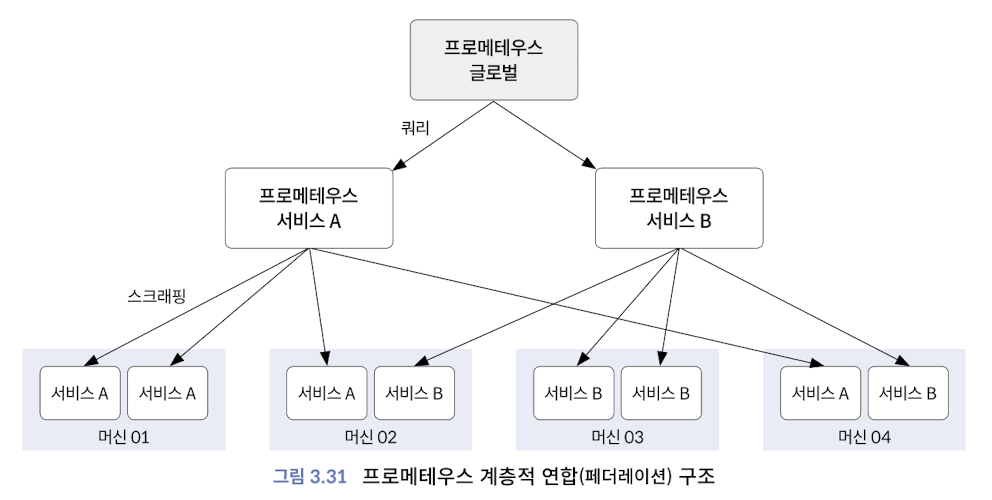 프로메테우스
글로벌
쿼리
프로메테우스
서비스 A
프로메테우스
서비스 B
스크래핑
서비스 A
서비스 A
서비스 A
서비스 B
서비스 B
서비스 B
서비스 A
서비스 B
머신 01
머신 02
머신 03
머신 04
그림 3.31 프로메테우스 계층적 연합(페더레이션) 구조